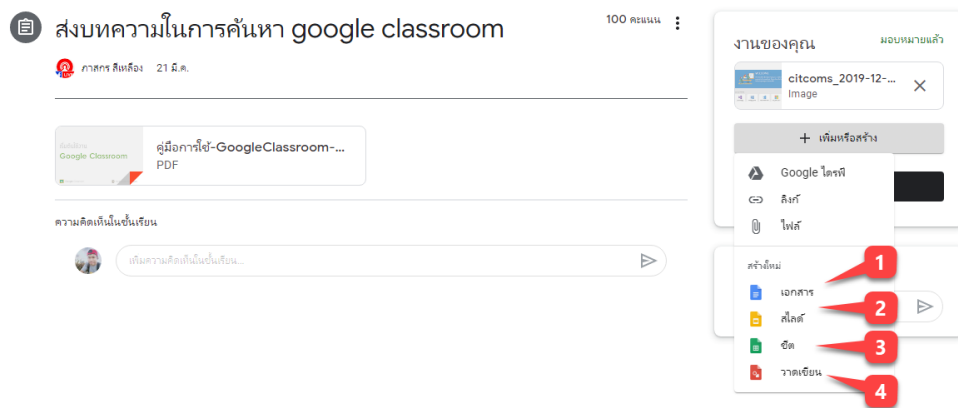 ส่งบทความในการค้นหา google classroom
100 คะแนน
ภาสกร สีเหลือง 21 มี.ค.
Google Classroom
คู่มือการใช้-GoogleClassroom-...
PDF
ความคิดเห็นในชั้นเรียน
เพิ่มความคิดเห็นในชั้นเรียน...
งานของคุณ
มอบหมายแล้ว
citcoms_2019-12-...
Image
+ เพิ่มหรือสร้าง
Google ไดรฟ์
ลิงก์
ไฟล์
สร้างใหม่
1
เอกสาร
2
สไลด์
3
ชีต
วาดเขียน
4